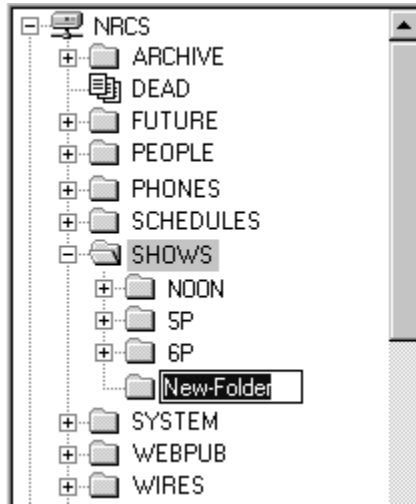 NRCS
ARCHIVE
DEAD
FUTURE
PEOPLE
PHONES
SCHEDULES
SHOWS
NOON
5P
6P
New-Folder
SYSTEM
WEBPUB
WIRES